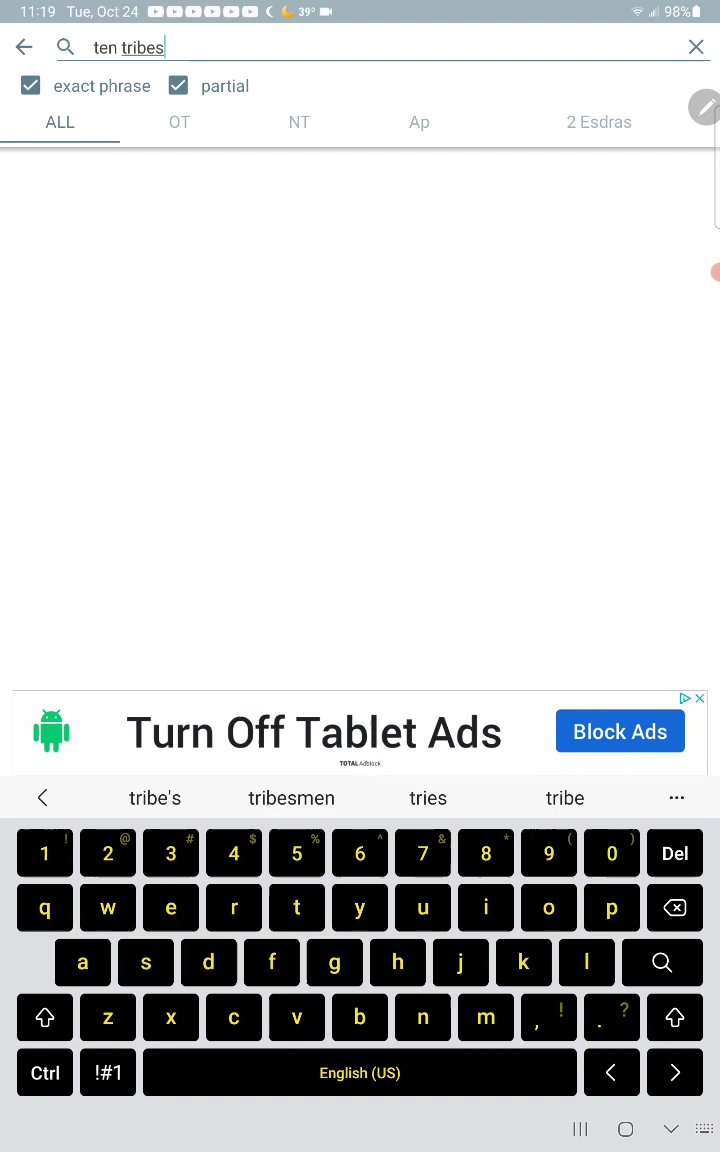 11:19 Tue, Oct 24 39° 98%
ten tribes
exact phrase partial
ALL OT NT Ap 2 Esdras
Turn Off Tablet Ads
Block Ads
TOTAL Adblock
tribe's tribesmen tries tribe ...
! @ # $ % ^ & * ( )
1 2 3 4 5 6 7 8 9 0 Del
q w e r t y u i o p
a s d f g h j k l
z x c v b n m , ! . ?
Ctrl !#1 English (US) < >